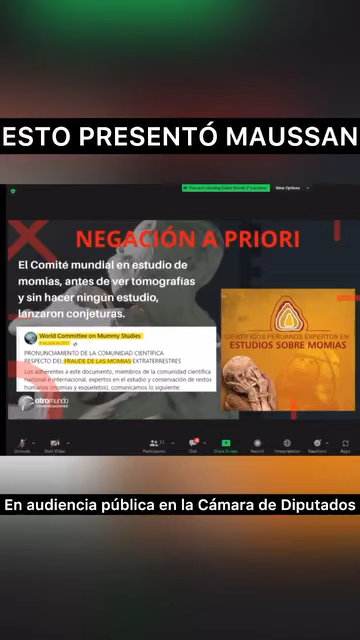 ESTO PRESENTÓ MAUSSAN
View Options
NEGACIÓN A PRIORI
El Comité mundial en estudio de
momias, antes de ver tomografías
y sin hacer ningún estudio,
lanzaron conjeturas.
World Committee on Mummy Studies
PRONUNCIAMIENTO DE LA COMUNIDAD CIENTÍFICA
RESPECTO DEL FRAUDE DE LAS MOMIAS EXTRATERRESTRES
Los adherentes a este documento, miembros de la comunidad científica
nacional e internacional, expertos en el estudio y conservación de restos
humanos (momias y esqueletos), comunicamos lo siguiente:
CIENTÍFICOS PERUANOS EXPERTOS EN
ESTUDIOS SOBRE MOMIAS
otromundo
Start Video
Participants
Chat
Share Screen
Record
Interpretation
Reactions
Apps
En audiencia pública en la Cámara de Diputados